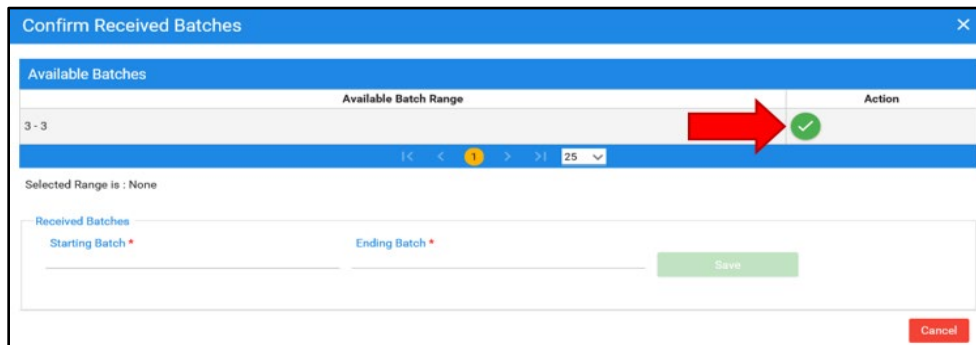 Confirm Received Batches
Available Batches
Available Batch Range Action
3 - 3
1 25
Selected Range is : None
Received Batches
Starting Batch * Ending Batch *
Save
Cancel